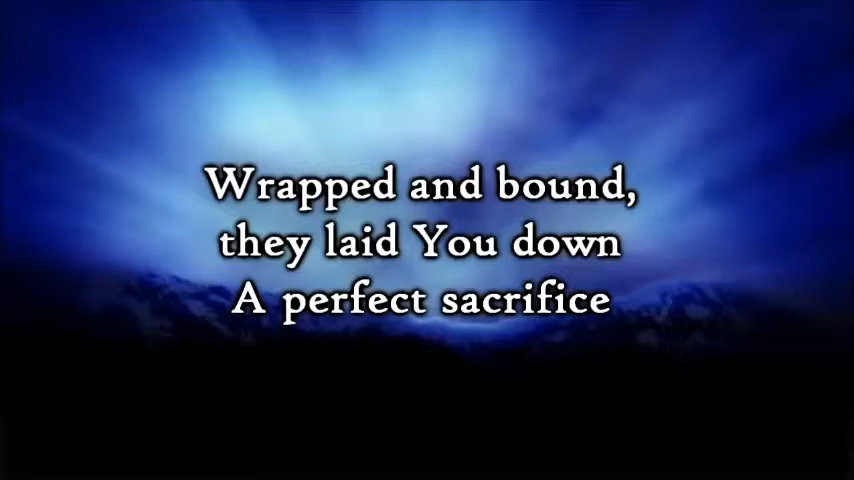 Wrapped and bound,
they laid You down
A perfect sacrifice